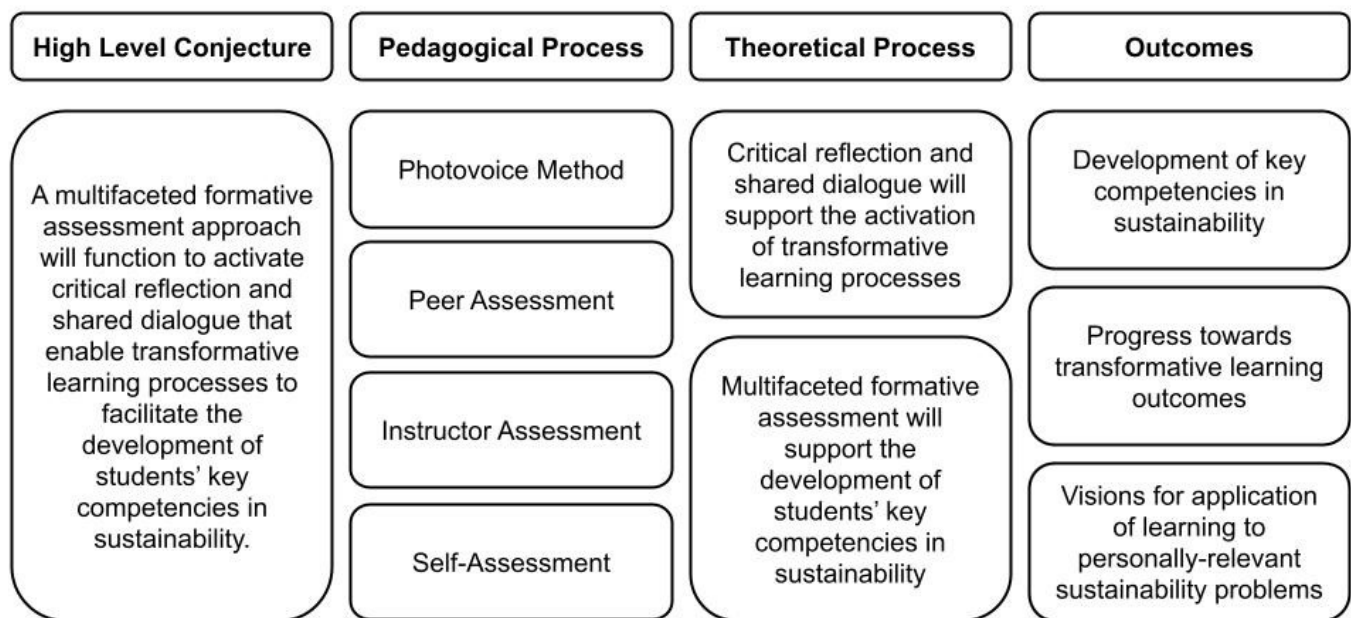 High Level Conjecture
Pedagogical Process
Theoretical Process
Outcomes
A multifaceted formative
assessment approach
will function to activate
critical reflection and
shared dialogue that
enable transformative
learning processes to
facilitate the
development of
students’ key
competencies in
sustainability.
Photovoice Method
Peer Assessment
Instructor Assessment
Self-Assessment
Critical reflection and
shared dialogue will
support the activation
of transformative
learning processes
Multifaceted formative
assessment will
support the
development of
students’ key
competencies in
sustainability
Development of key
competencies in
sustainability
Progress towards
transformative learning
outcomes
Visions for application
of learning to
personally-relevant
sustainability problems